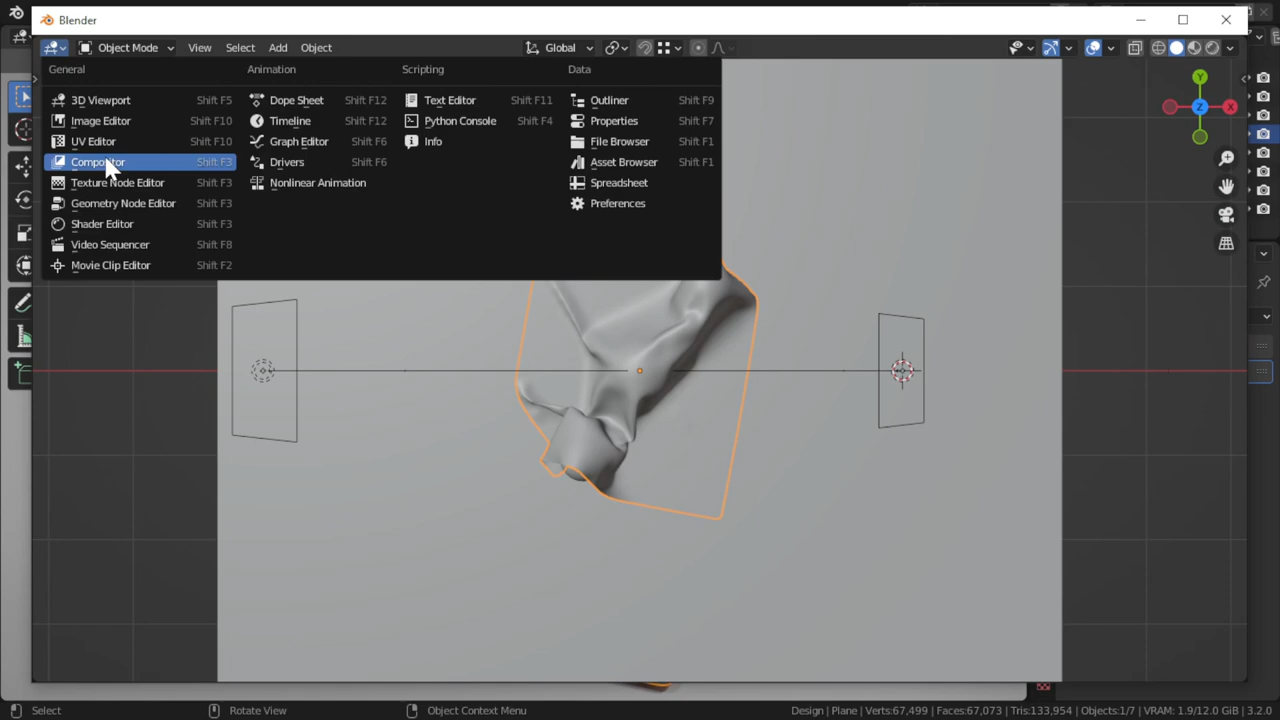 Blender
Object Mode View Select Add Object Global
General Animation Scripting Data
3D Viewport Shift F5 Dope Sheet Shift F12 Text Editor Shift F11 Outliner Shift F9
Image Editor Shift F10 Timeline Shift F12 Python Console Shift F4 Properties Shift F7
UV Editor Shift F10 Graph Editor Shift F6 Info File Browser Shift F1
Compositor Shift F3 Drivers Shift F6 Asset Browser Shift F1
Texture Node Editor Shift F3 Nonlinear Animation Spreadsheet
Geometry Node Editor Shift F3 Preferences
Shader Editor Shift F3
Video Sequencer Shift F8
Movie Clip Editor Shift F2
Y
X
Z
Select Rotate View Object Context Menu Design | Plane | Verts:67,499 | Faces:67,073 | Tris:133,954 | Objects:1/7 | VRAM: 1.9/12.0 GiB | 3.2.0